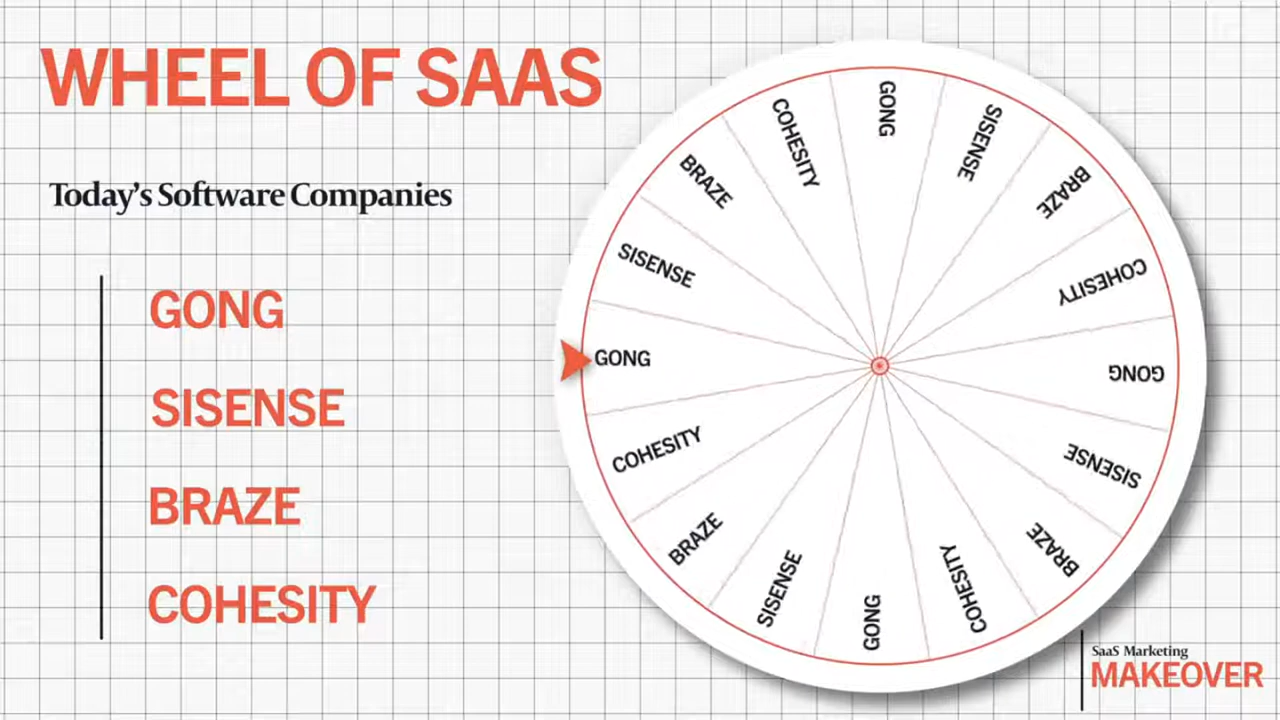 WHEEL OF SAAS
Today's Software Companies
GONG
SISENSE
BRAZE
COHESITY
GONG
SISENSE
BRAZE
COHESITY
GONG
SISENSE
BRAZE
COHESITY
GONG
SISENSE
BRAZE
COHESITY
GONG
SISENSE
BRAZE
COHESITY
SaaS Marketing
MAKEOVER